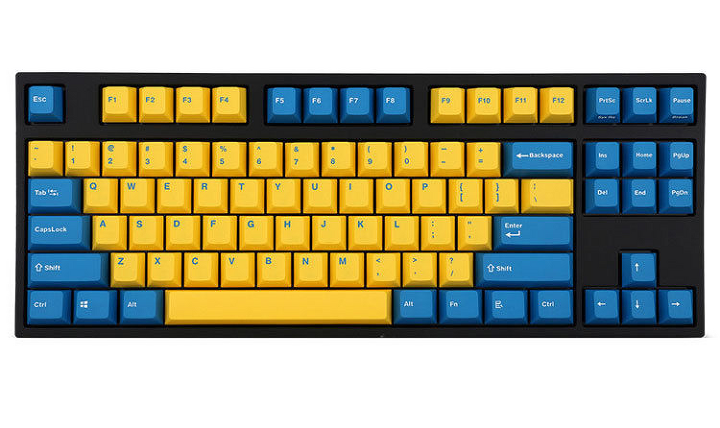 Esc F1 F2 F3 F4 F5 F6 F7 F8 F9 F10 F11 F12 PrtSc ScrLk Pause
~ ! @ # $ % ^ & * ( ) _ +
` 1 2 3 4 5 6 7 8 9 0 - = ←Backspace Ins Home PgUp
Tab Q W E R T Y U I O P { [ } ] | \ Del End PgDn
CapsLock A S D F G H J K L : ; " ' Enter
Shift Z X C V B N M < , > . ? / Shift ↑
Ctrl Alt Alt Fn Ctrl ← ↓ →